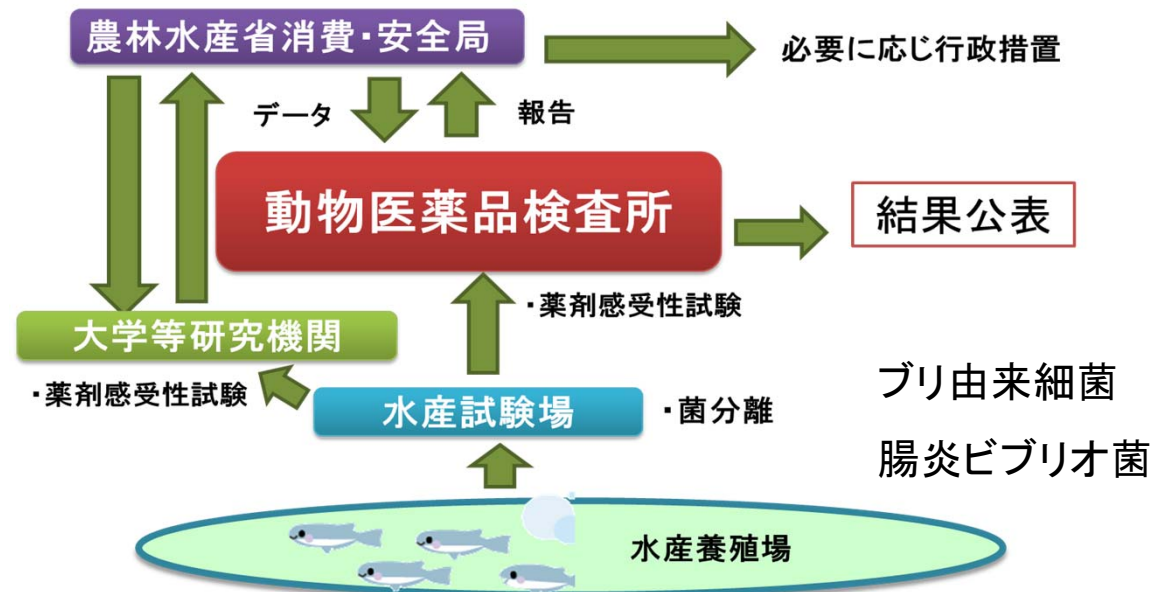 農林水産省消費・安全局
必要に応じ行政措置
データ
報告
動物医薬品検査所
結果公表
・薬剤感受性試験
大学等研究機関
・薬剤感受性試験
水産試験場
・菌分離
ブリ由来細菌
腸炎ビブリオ菌
水産養殖場